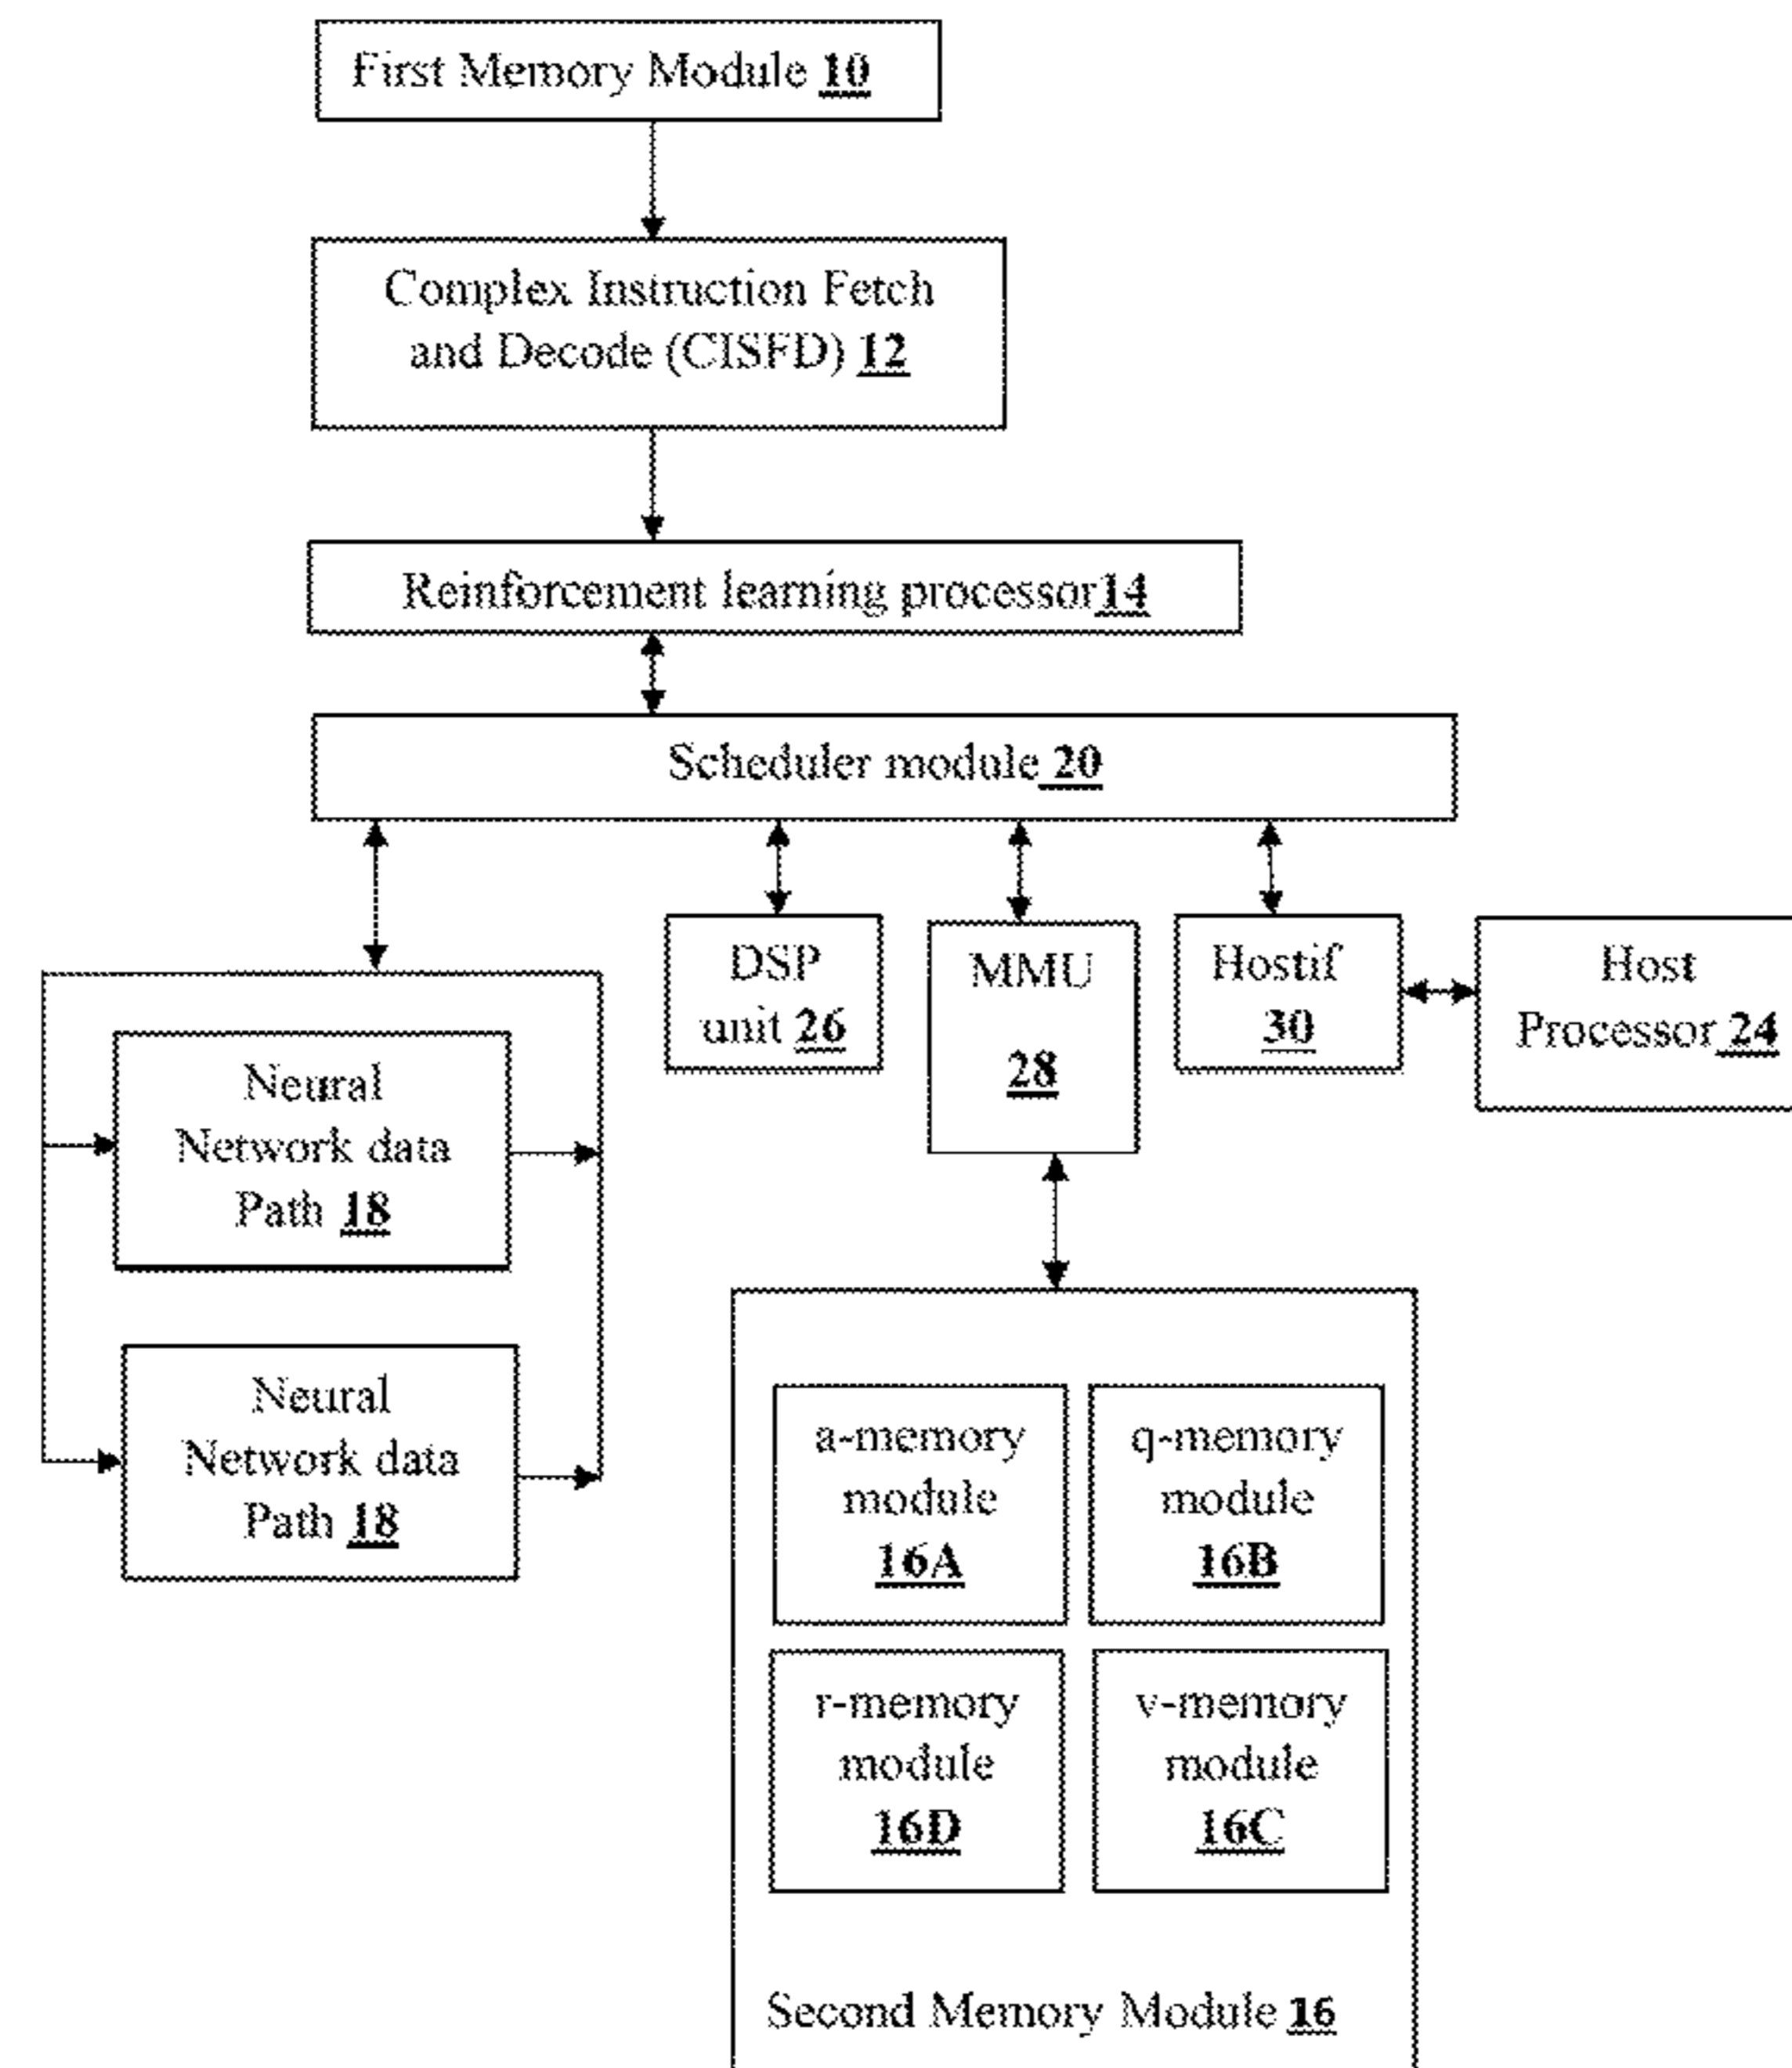 First Memory Module 10
Complex Instruction Fetch
and Decode (CISFD) 12
Reinforcement learning processor14
Scheduler module 20
DSP
unit 26
MMU
28
Hostif
30
Host
Processor 24
Neural
Network data
Path 18
Neural
Network data
Path 18
a-memory
module
16A
q-memory
module
16B
r-memory
module
16D
v-memory
module
16C
Second Memory Module 16